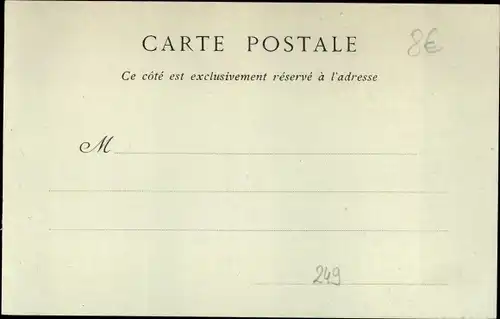 CARTE POSTALE
8€
Ce côté est exclusivement réservé à l'adresse
M
249